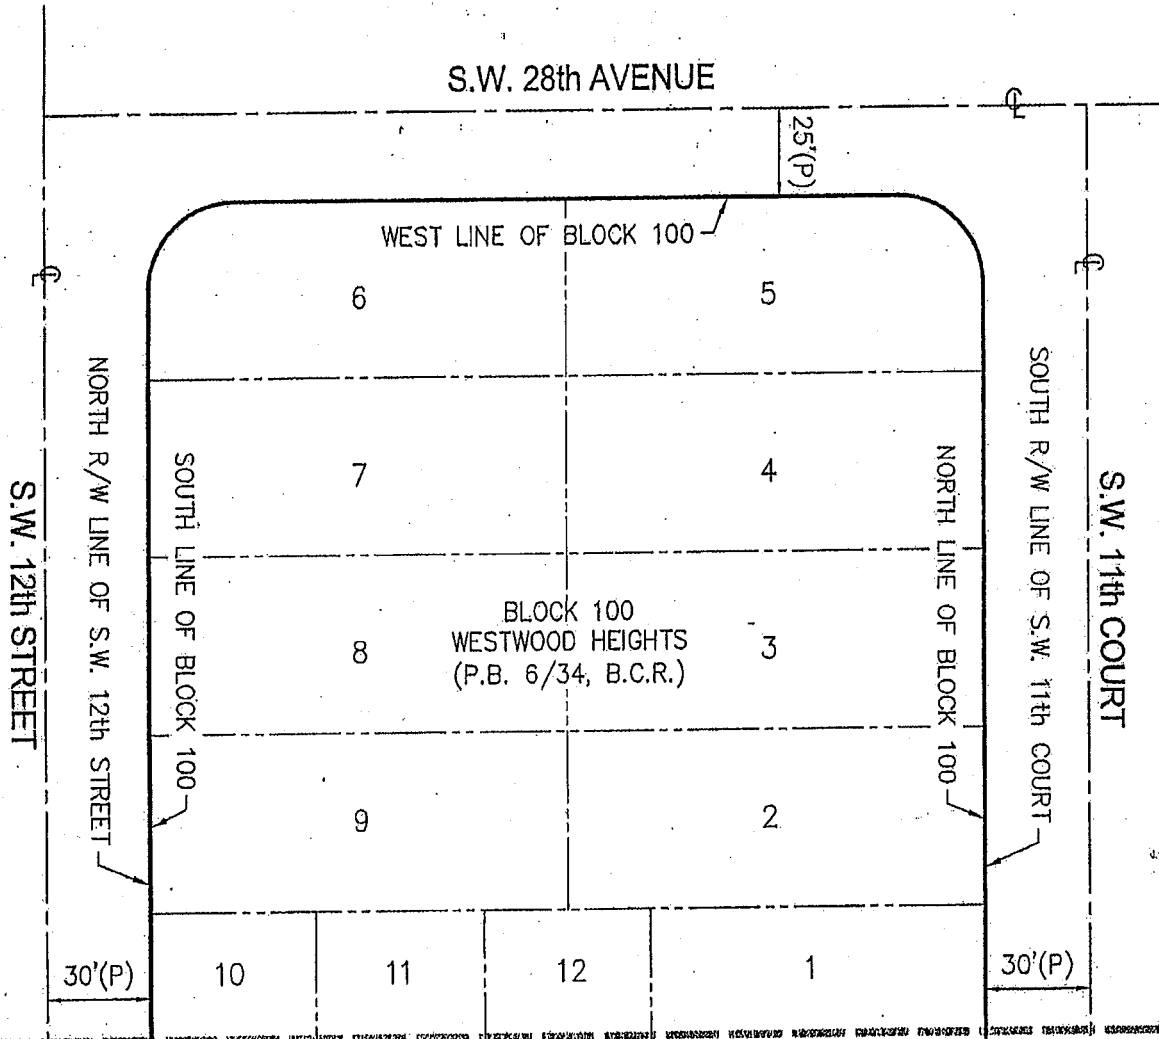 S.W. 28th AVENUE
℄
25'(P)
WEST LINE OF BLOCK 100
℄
℄
6
5
NORTH R/W LINE OF S.W. 12th STREET
SOUTH R/W LINE OF S.W. 11th COURT
SOUTH LINE OF BLOCK 100
NORTH LINE OF BLOCK 100
7
4
S.W. 12th STREET
S.W. 11th COURT
BLOCK 100
WESTWOOD HEIGHTS
(P.B. 6/34, B.C.R.)
8
3
9
2
30'(P)
10
11
12
1
30'(P)